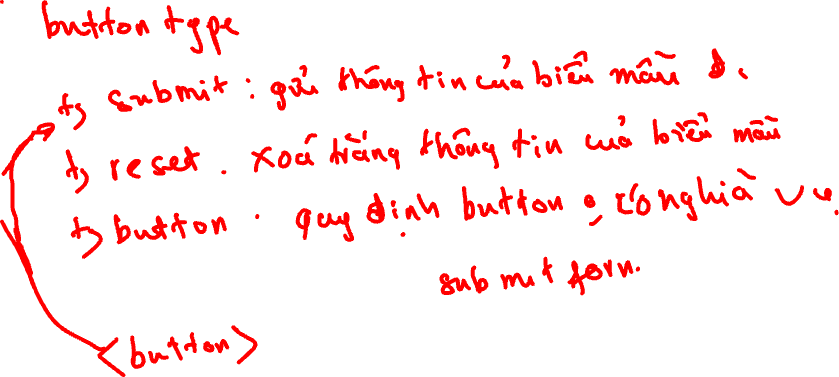 button type
↳ submit: gửi thông tin của biểu mẫu đi
↳ reset. xoá trắng thông tin của biểu mẫu
↳ button. quy định button có nghĩa vụ
submit form.
<button>